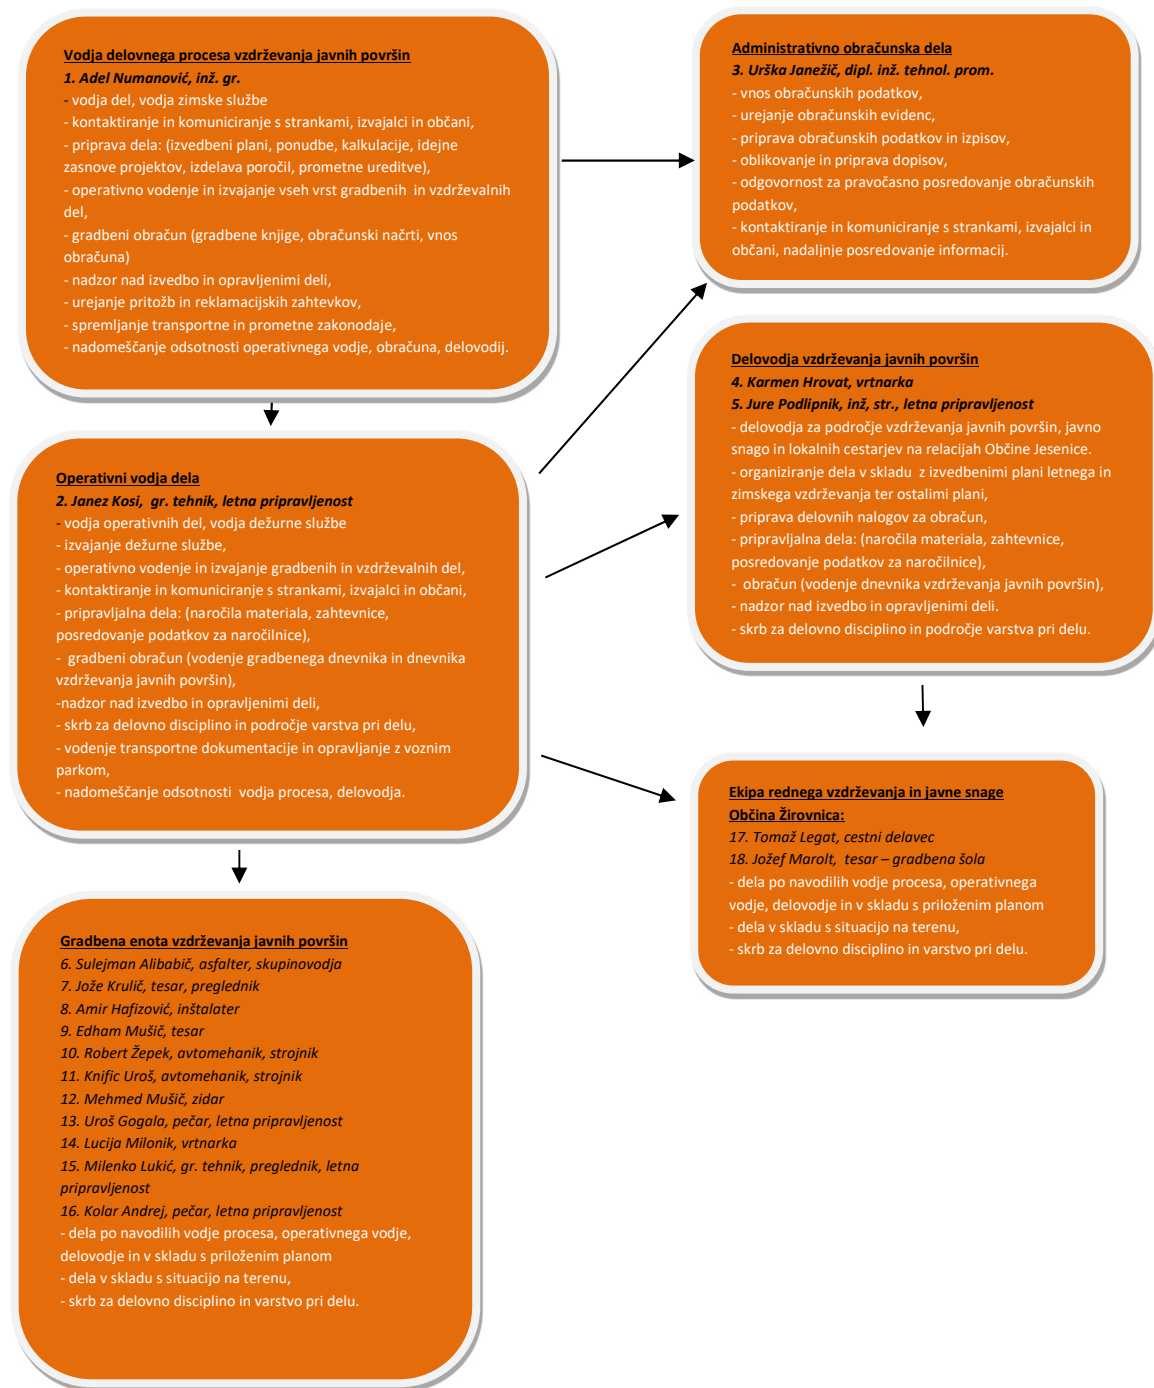 Vodja delovnega procesa vzdrževanja javnih površin
1. Adel Numanović, inž. gr.
- vodja del, vodja zimske službe
- kontaktiranje in komuniciranje s strankami, izvajalci in občani,
- priprava dela: (izvedbeni plani, ponudbe, kalkulacije, idejne
zasnove projektov, izdelava poročil, prometne ureditve),
- operativno vodenje in izvajanje vseh vrst gradbenih  in vzdrževalnih
del,
- gradbeni obračun (gradbene knjige, obračunski načrti, vnos
obračuna)
- nadzor nad izvedbo in opravljenimi deli,
- urejanje pritožb in reklamacijskih zahtevkov,
- spremljanje transportne in prometne zakonodaje,
- nadomeščanje odsotnosti operativnega vodje, obračuna, delovodij.
Administrativno obračunska dela
3. Urška Janežič, dipl. inž. tehnol. prom.
- vnos obračunskih podatkov,
- urejanje obračunskih evidenc,
- priprava obračunskih podatkov in izpisov,
- oblikovanje in priprava dopisov,
- odgovornost za pravočasno posredovanje obračunskih
podatkov,
- kontaktiranje in komuniciranje s strankami, izvajalci in
občani, nadaljnje posredovanje informacij.
Operativni vodja dela
2. Janez Kosi,  gr. tehnik, letna pripravljenost
- vodja operativnih del, vodja dežurne službe
- izvajanje dežurne službe,
- operativno vodenje in izvajanje gradbenih in vzdrževalnih del,
- kontaktiranje in komuniciranje s strankami, izvajalci in občani,
- pripravljalna dela: (naročila materiala, zahtevnice,
posredovanje podatkov za naročilnice),
-  gradbeni obračun (vodenje gradbenega dnevnika in dnevnika
vzdrževanja javnih površin),
-nadzor nad izvedbo in opravljenimi deli,
- skrb za delovno disciplino in področje varstva pri delu,
- vodenje transportne dokumentacije in opravljanje z voznim
parkom,
- nadomeščanje odsotnosti  vodja procesa, delovodja.
Delovodja vzdrževanja javnih površin
4. Karmen Hrovat, vrtnarka
5. Jure Podlipnik, inž, str., letna pripravljenost
- delovodja za področje vzdrževanja javnih površin, javno
snago in lokalnih cestarjev na relacijah Občine Jesenice.
- organiziranje dela v skladu  z izvedbenimi plani letnega in
zimskega vzdrževanja ter ostalimi plani,
- priprava delovnih nalogov za obračun,
- pripravljalna dela: (naročila materiala, zahtevnice,
posredovanje podatkov za naročilnice),
-  obračun (vodenje dnevnika vzdrževanja javnih površin),
- nadzor nad izvedbo in opravljenimi deli.
- skrb za delovno disciplino in področje varstva pri delu.
Ekipa rednega vzdrževanja in javne snage
Občina Žirovnica:
17. Tomaž Legat, cestni delavec
18. Jožef Marolt,  tesar – gradbena šola
- dela po navodilih vodje procesa, operativnega
vodje, delovodje in v skladu s priloženim planom
- dela v skladu s situacijo na terenu,
- skrb za delovno disciplino in varstvo pri delu.
Gradbena enota vzdrževanja javnih površin
6. Sulejman Alibabič, asfalter, skupinovodja
7. Jože Krulič, tesar, preglednik
8. Amir Hafizović, inštalater
9. Edham Mušič, tesar
10. Robert Žepek, avtomehanik, strojnik
11. Knific Uroš, avtomehanik, strojnik
12. Mehmed Mušič, zidar
13. Uroš Gogala, pečar, letna pripravljenost
14. Lucija Milonik, vrtnarka
15. Milenko Lukić, gr. tehnik, preglednik, letna
pripravljenost
16. Kolar Andrej, pečar, letna pripravljenost
- dela po navodilih vodje procesa, operativnega vodje,
delovodje in v skladu s priloženim planom
- dela v skladu s situacijo na terenu,
- skrb za delovno disciplino in varstvo pri delu.